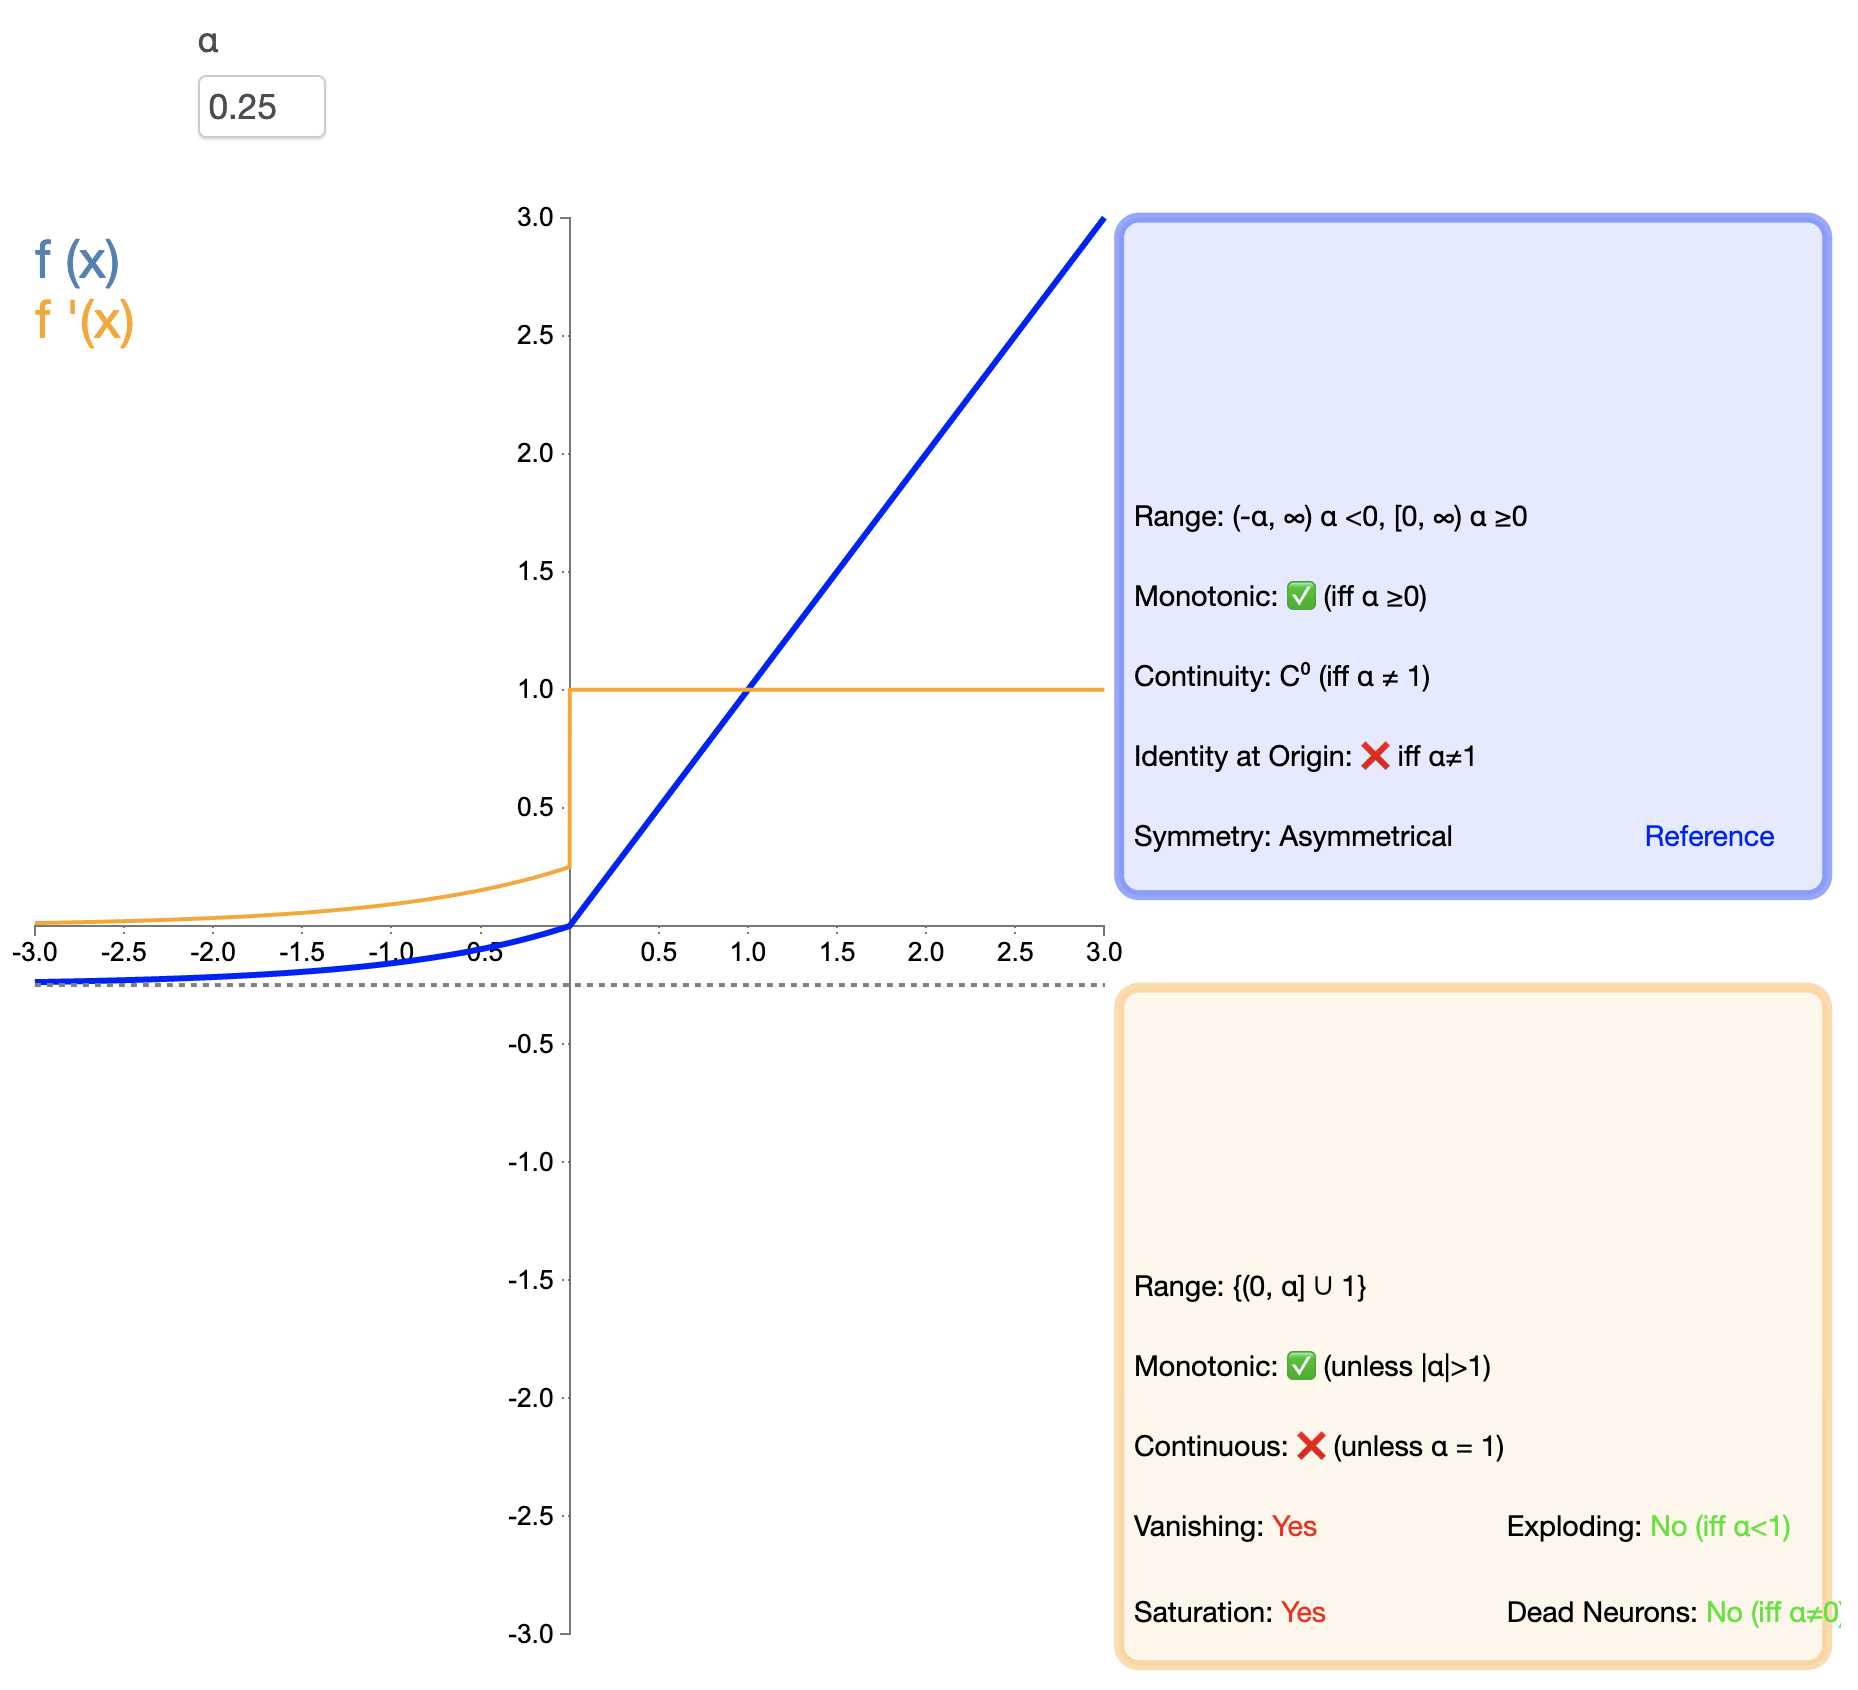 α
0.25
f (x)
f '(x)
3.0
2.5
2.0
1.5
1.0
0.5
-3.0 -2.5 -2.0 -1.5 -1.0 -0.5 0.5 1.0 1.5 2.0 2.5 3.0
-0.5
-1.0
-1.5
-2.0
-2.5
-3.0
Range: (-α, ∞) α <0, [0, ∞) α ≥0
Monotonic: ✅ (iff α ≥0)
Continuity: C⁰ (iff α ≠ 1)
Identity at Origin: ❌ iff α≠1
Symmetry: Asymmetrical Reference
Range: {(0, α] ∪ 1}
Monotonic: ✅ (unless |α|>1)
Continuous: ❌ (unless α = 1)
Vanishing: Yes Exploding: No (iff α<1)
Saturation: Yes Dead Neurons: No (iff α≠0)